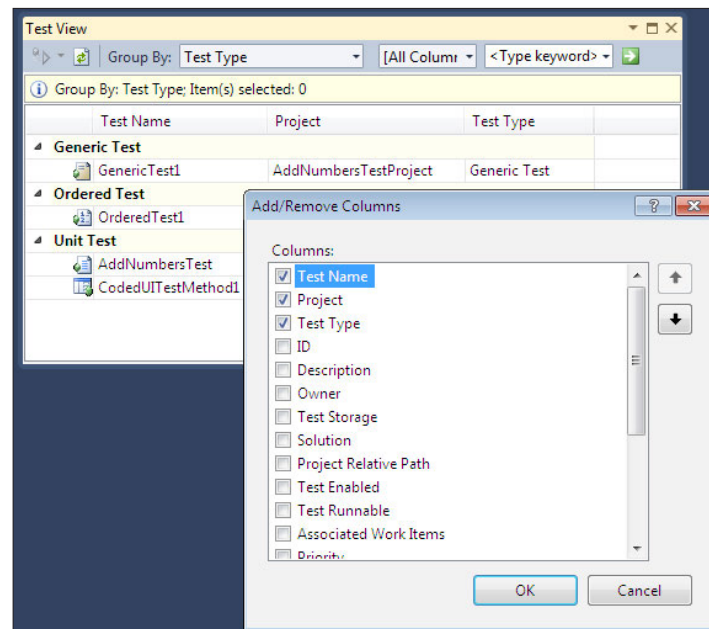 Test View
Group By: Test Type [All Colum <Type keyword>
Group By: Test Type; Item(s) selected: 0
Test Name Project Test Type
Generic Test
GenericTest1 AddNumbersTestProject Generic Test
Ordered Test
OrderedTest1
Unit Test
AddNumbersTest
CodedUITestMethod1
Add/Remove Columns
Columns:
Test Name
Project
Test Type
ID
Description
Owner
Test Storage
Solution
Project Relative Path
Test Enabled
Test Runnable
Associated Work Items
Priority
OK Cancel